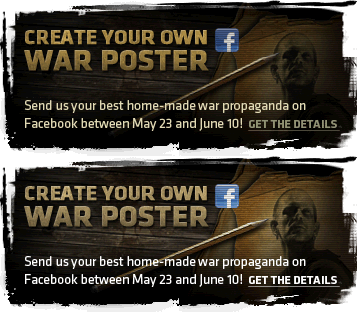 CREATE YOUR OWN
WAR POSTER
Send us your best home-made war propaganda on
Facebook between May 23 and June 10! GET THE DETAILS
CREATE YOUR OWN
WAR POSTER
Send us your best home-made war propaganda on
Facebook between May 23 and June 10! GET THE DETAILS